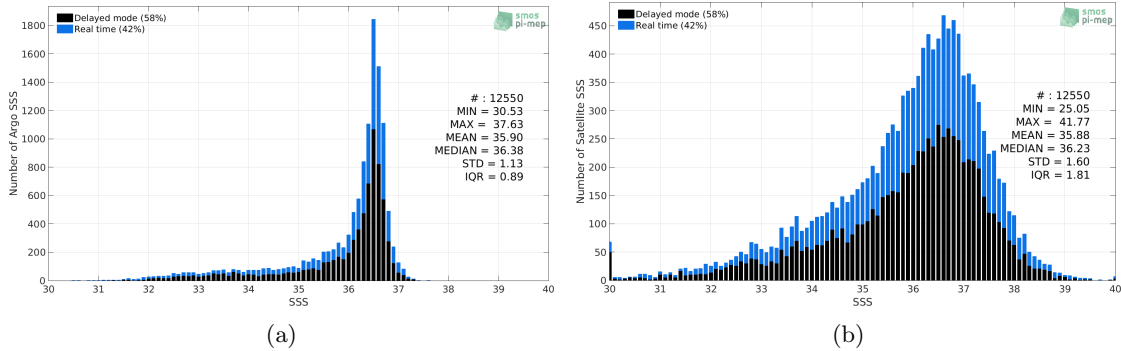 Delayed mode (58%)
Real time (42%)
smos
pi-mep
Number of Argo SSS
1800
1600
1400
1200
1000
800
600
400
200
0
# : 12550
MIN = 30.53
MAX = 37.63
MEAN = 35.90
MEDIAN = 36.38
STD = 1.13
IQR = 0.89
30 31 32 33 34 35 36 37 38 39 40
SSS
(a)
Delayed mode (58%)
Real time (42%)
smos
pi-mep
Number of Satellite SSS
450
400
350
300
250
200
150
100
50
0
# : 12550
MIN = 25.05
MAX = 41.77
MEAN = 35.88
MEDIAN = 36.23
STD = 1.60
IQR = 1.81
30 31 32 33 34 35 36 37 38 39 40
SSS
(b)